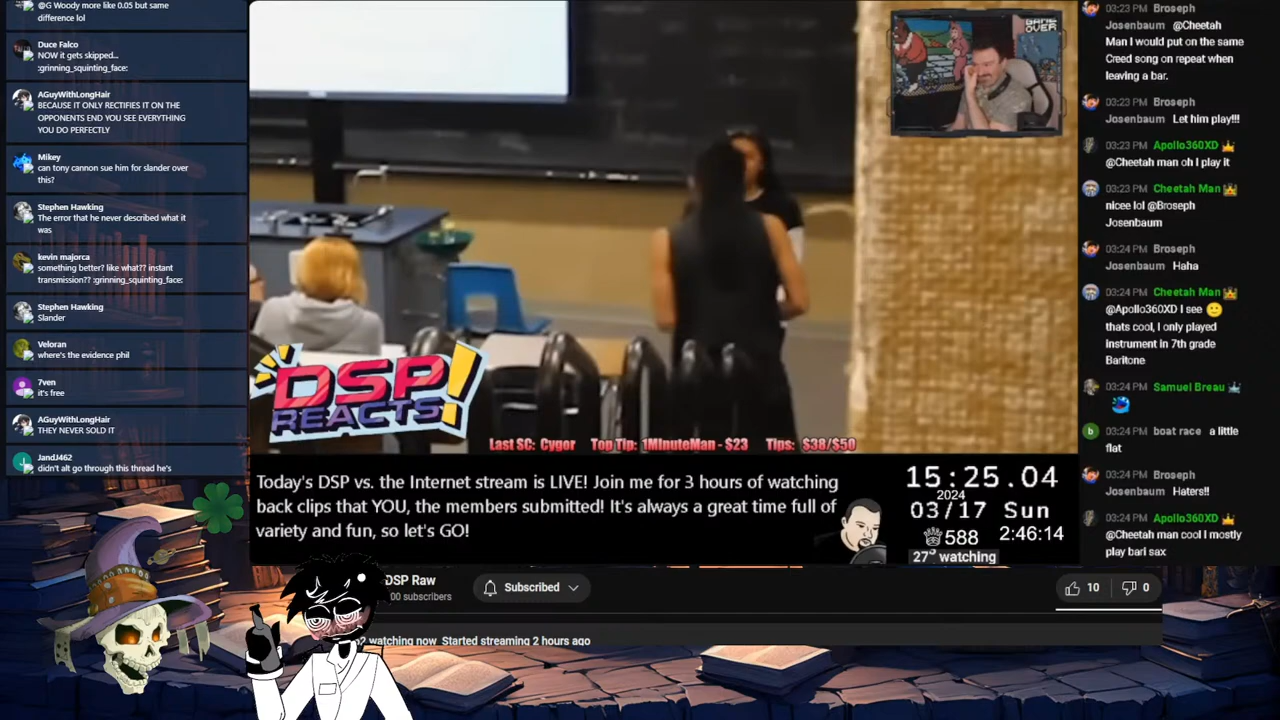 @G Woody more like 0.05 but same
difference lol
Duce Falco
NOW it gets skipped...
:grinning_squinting_face:
AGuyWithLongHair
BECAUSE IT ONLY RECTIFIES IT ON THE
OPPONENTS END YOU SEE EVERYTHING
YOU DO PERFECTLY
Mikey
can tony cannon sue him for slander over
this?
Stephen Hawking
The error that he never described what it
was
kevin majorca
something better? like what?? instant
transmission?? :grinning_squinting_face:
Stephen Hawking
Slander
Veloran
where's the evidence phil
7ven
it's free
AGuyWithLongHair
THEY NEVER SOLD IT
JandJ462
didn't alt go through this thread he's
GAME
OVER
DSP
REACTS!
Last SC: Cygor Top Tip: 1MinuteMan - $23 Tips: $38/$50
Today's DSP vs. the Internet stream is LIVE! Join me for 3 hours of watching
back clips that YOU, the members submitted! It's always a great time full of
variety and fun, so let's GO!
15:25.04
2024
03/17 Sun
588 2:46:14
27° watching
DSP Raw
00 subscribers
Subscribed
10
0
2 watching now Started streaming 2 hours ago
03:23 PM Broseph
Josenbaum @Cheetah
Man I would put on the same
Creed song on repeat when
leaving a bar.
03:23 PM Broseph
Josenbaum Let him play!!!
03:23 PM Apollo360XD
@Cheetah man oh I play it
03:23 PM Cheetah Man
nicee lol @Broseph
Josenbaum
03:24 PM Broseph
Josenbaum Haha
03:24 PM Cheetah Man
@Apollo360XD I see
thats cool, I only played
Instrument in 7th grade
Baritone
03:24 PM Samuel Breau
03:24 PM boat race a little
flat
03:24 PM Broseph
Josenbaum Haters!!
03:24 PM Apollo360XD
@Cheetah man cool I mostly
play bari sax